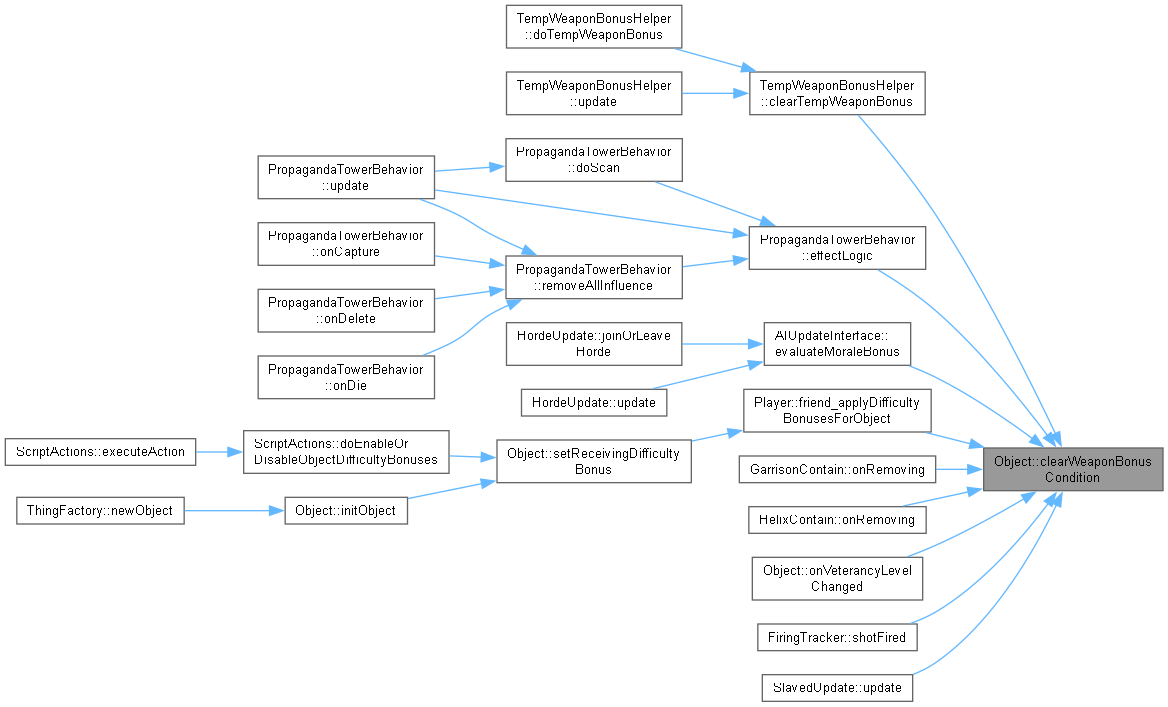 TempWeaponBonusHelper
::doTempWeaponBonus
TempWeaponBonusHelper
::update
TempWeaponBonusHelper
::clearTempWeaponBonus
PropagandaTowerBehavior
::doScan
PropagandaTowerBehavior
::update
PropagandaTowerBehavior
::onCapture
PropagandaTowerBehavior
::effectLogic
PropagandaTowerBehavior
::removeAllInfluence
PropagandaTowerBehavior
::onDelete
PropagandaTowerBehavior
::onDie
HordeUpdate::joinOrLeave
Horde
AIUpdateInterface::
evaluateMoraleBonus
HordeUpdate::update
Player::friend_applyDifficulty
BonusesForObject
ScriptActions::executeAction
ScriptActions::doEnableOr
DisableObjectDifficultyBonuses
Object::setReceivingDifficulty
Bonus
GarrisonContain::onRemoving
Object::clearWeaponBonus
Condition
ThingFactory::newObject
Object::initObject
HelixContain::onRemoving
Object::onVeterancyLevel
Changed
FiringTracker::shotFired
SlavedUpdate::update